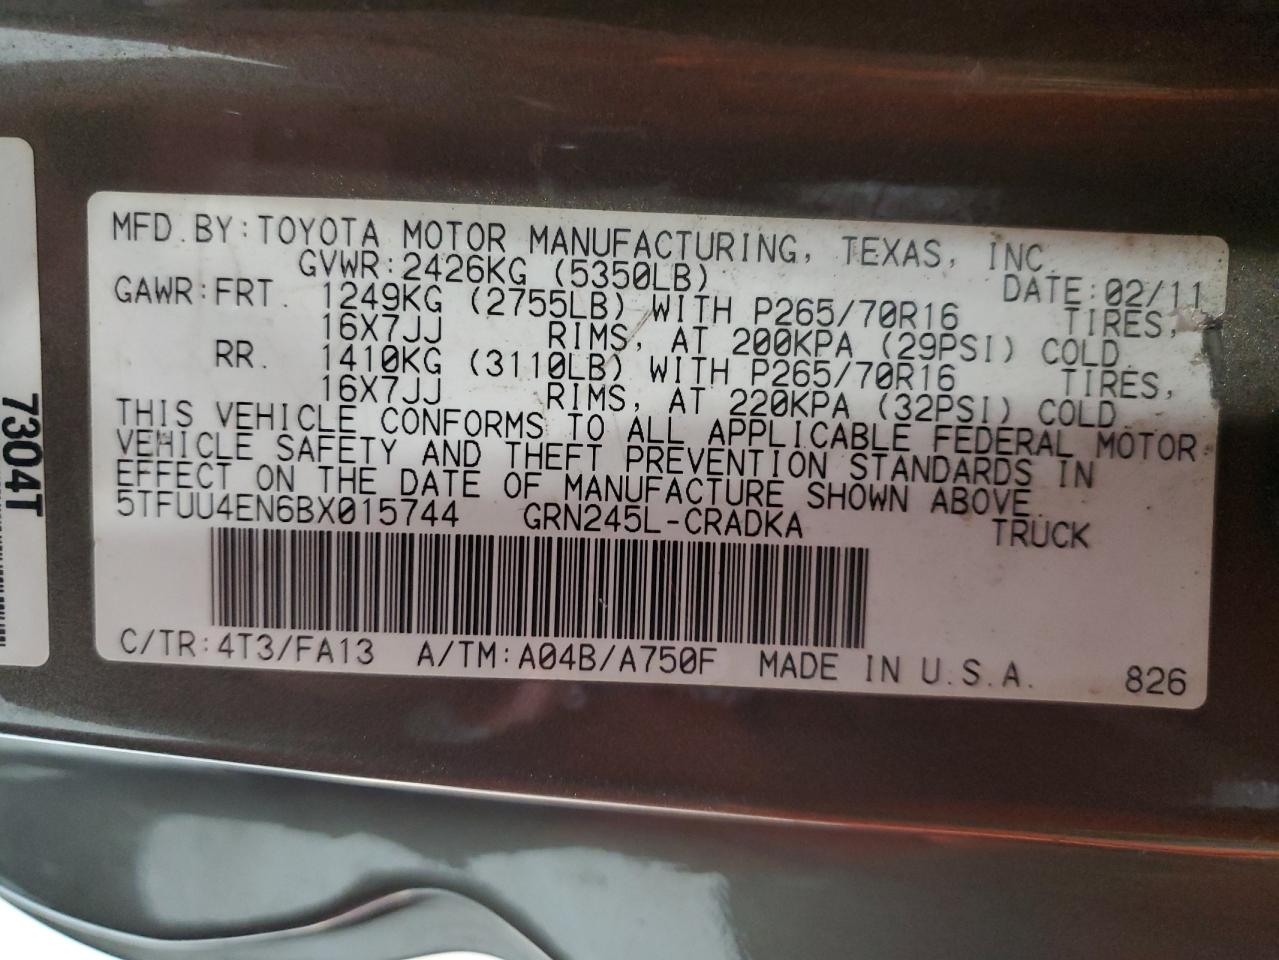 MFD.BY:TOYOTA MOTOR MANUFACTURING, TEXAS, INC.
GVWR:2426KG (5350LB) DATE:02/11
GAWR:FRT. 1249KG (2755LB) WITH P265/70R16 TIRES,
16X7JJ RIMS, AT 200KPA (29PSI) COLD
RR. 1410KG (3110LB) WITH P265/70R16 TIRES,
16X7JJ RIMS, AT 220KPA (32PSI) COLD
THIS VEHICLE CONFORMS TO ALL APPLICABLE FEDERAL MOTOR
VEHICLE SAFETY AND THEFT PREVENTION STANDARDS IN
EFFECT ON THE DATE OF MANUFACTURE SHOWN ABOVE.
5TFUU4EN6BX015744 GRN245L-CRADKA TRUCK
C/TR:4T3/FA13 A/TM:A04B/A750F MADE IN U.S.A. 826
7304T